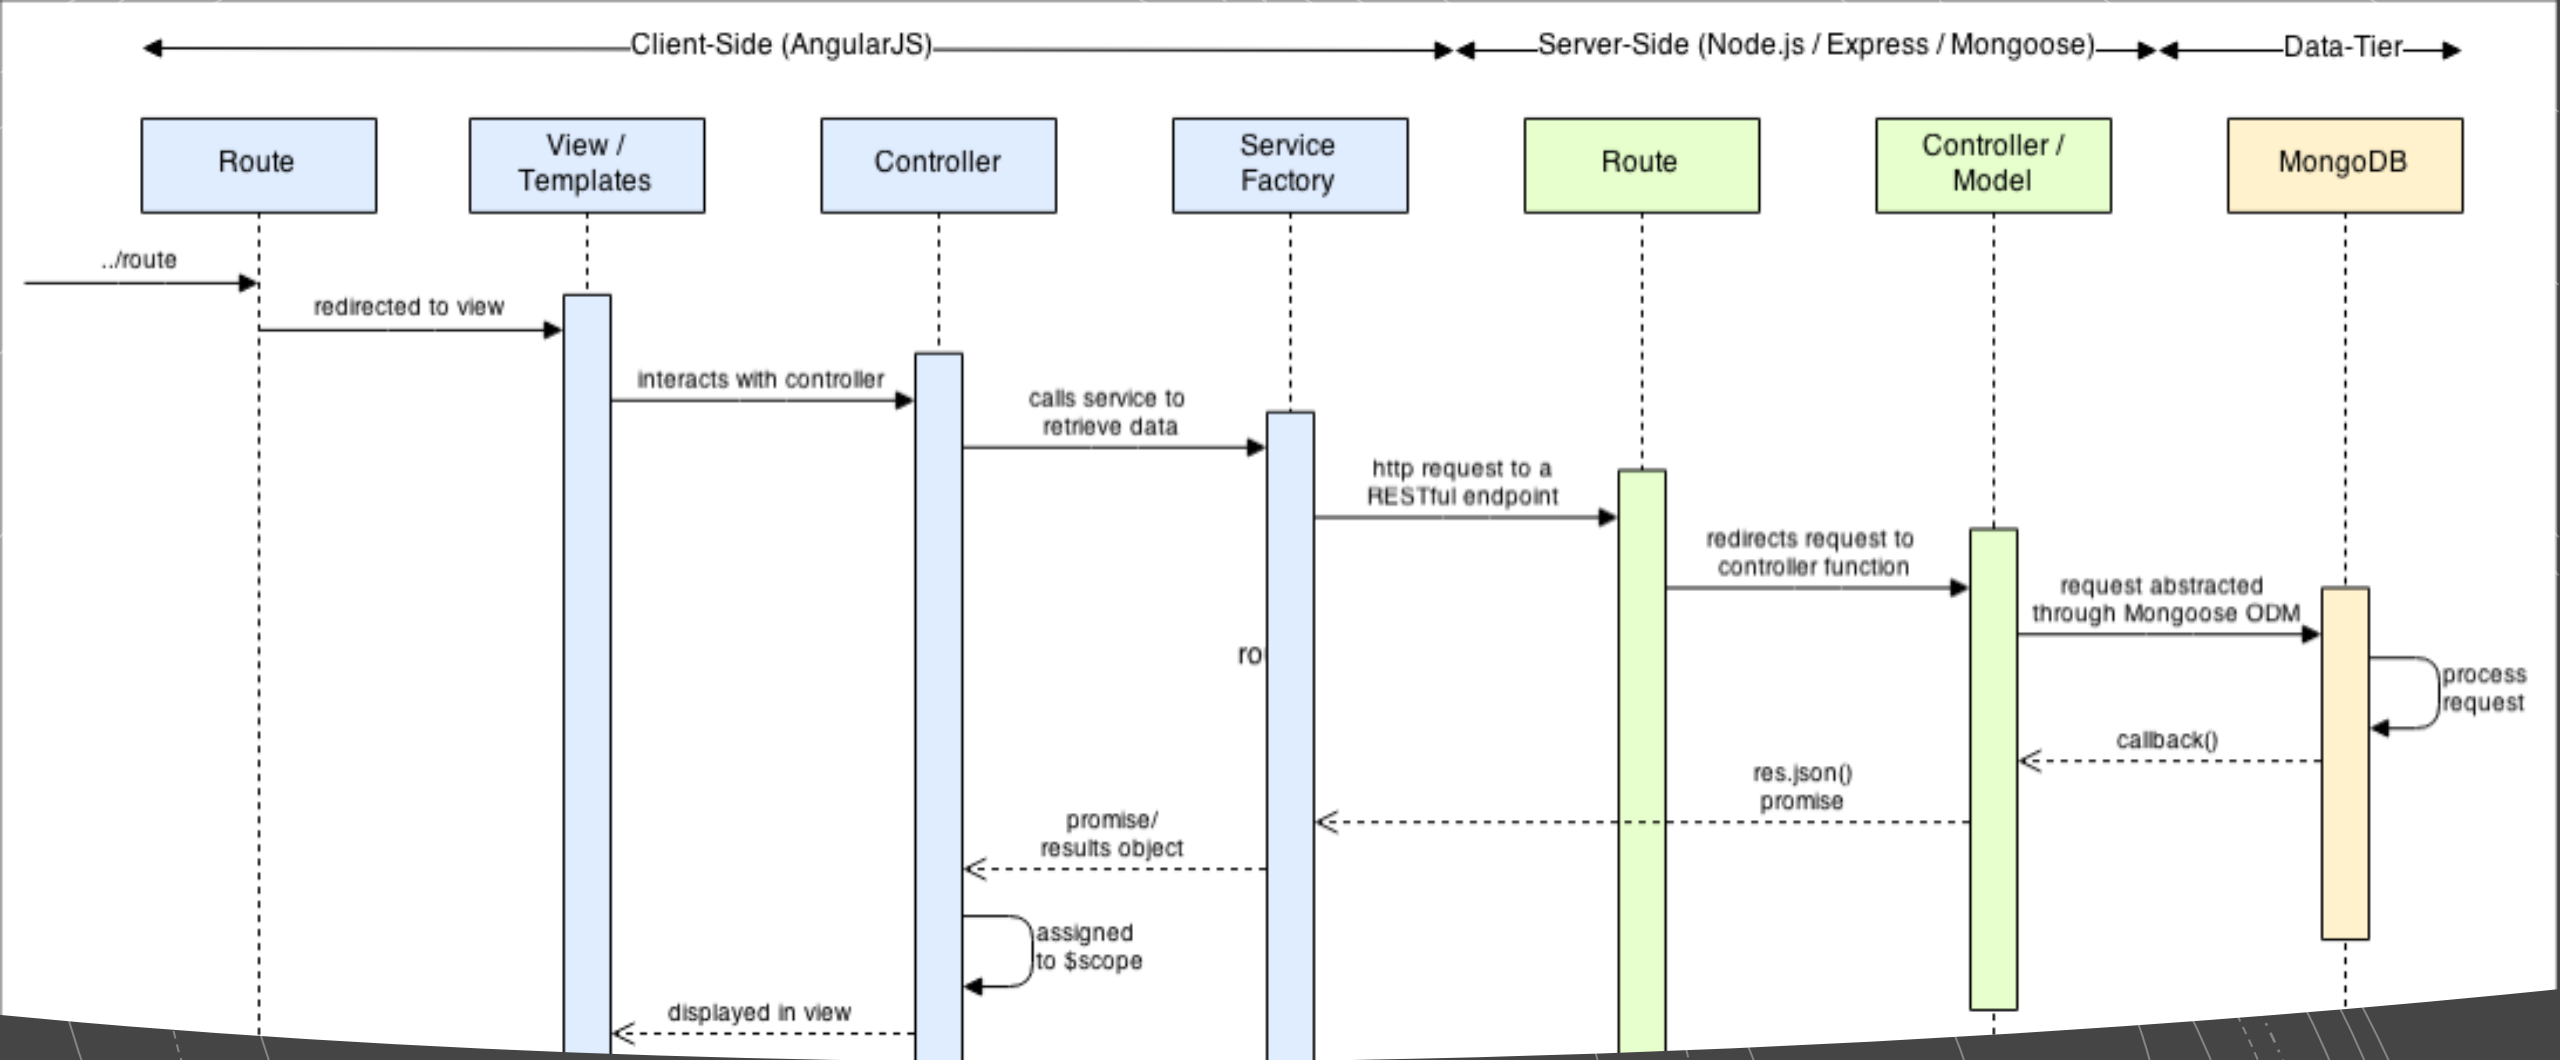 Client-Side (AngularJS)
Server-Side (Node.js / Express / Mongoose)
Data-Tier
Route
View /
Templates
Controller
Service
Factory
Route
Controller /
Model
MongoDB
../route
redirected to view
interacts with controller
calls service to
retrieve data
http request to a
RESTful endpoint
redirects request to
controller function
request abstracted
through Mongoose ODM
process
request
callback()
res.json()
promise
promise/
results object
assigned
to $scope
displayed in view